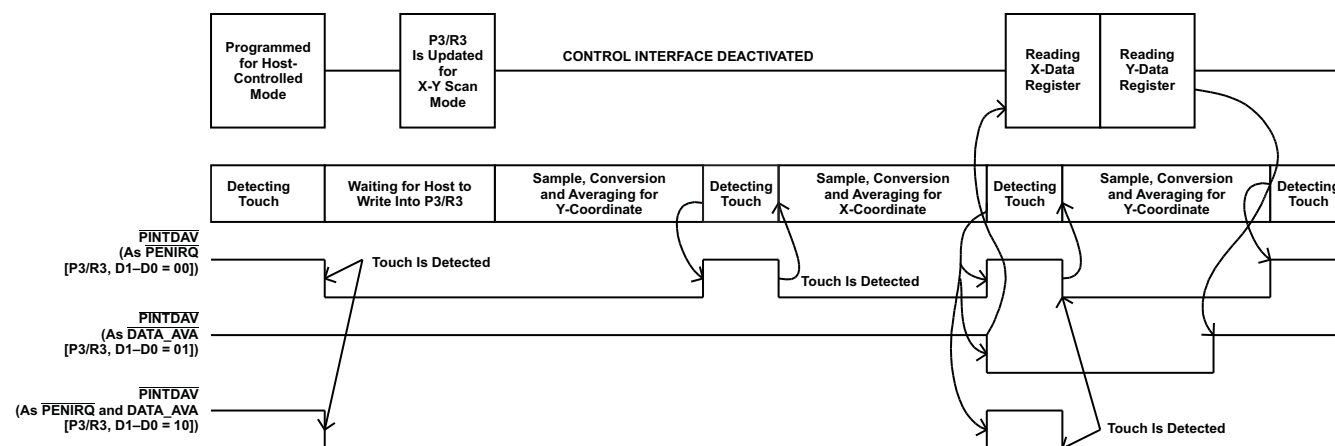 Programmed
for Host-
Controlled
Mode
P3/R3
Is Updated
for
X-Y Scan
Mode
CONTROL INTERFACE DEACTIVATED
Reading
X-Data
Register
Reading
Y-Data
Register
Detecting
Touch
Waiting for Host to
Write Into P3/R3
Sample, Conversion
and Averaging for
Y-Coordinate
Detecting
Touch
Sample, Conversion
and Averaging for
X-Coordinate
Detecting
Touch
Sample, Conversion
and Averaging for
Y-Coordinate
Detecting
Touch
PINTDAV
(As PENIRQ
[P3/R3, D1–D0 = 00])
Touch Is Detected
Touch Is Detected
PINTDAV
(As DATA_AVA
[P3/R3, D1–D0 = 01])
PINTDAV
(As PENIRQ and DATA_AVA
[P3/R3, D1–D0 = 10])
Touch Is Detected